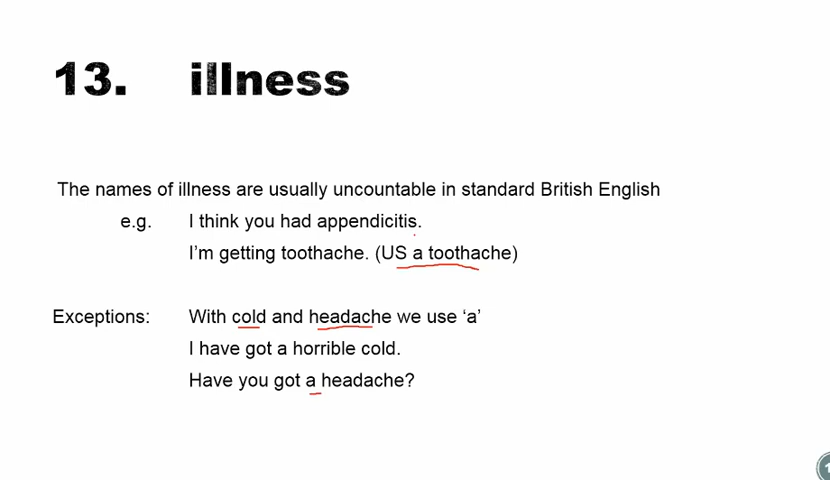 13. illness
The names of illness are usually uncountable in standard British English
e.g. I think you had appendicitis.
I'm getting toothache. (US a toothache)
Exceptions: With cold and headache we use ‘a’
I have got a horrible cold.
Have you got a headache?